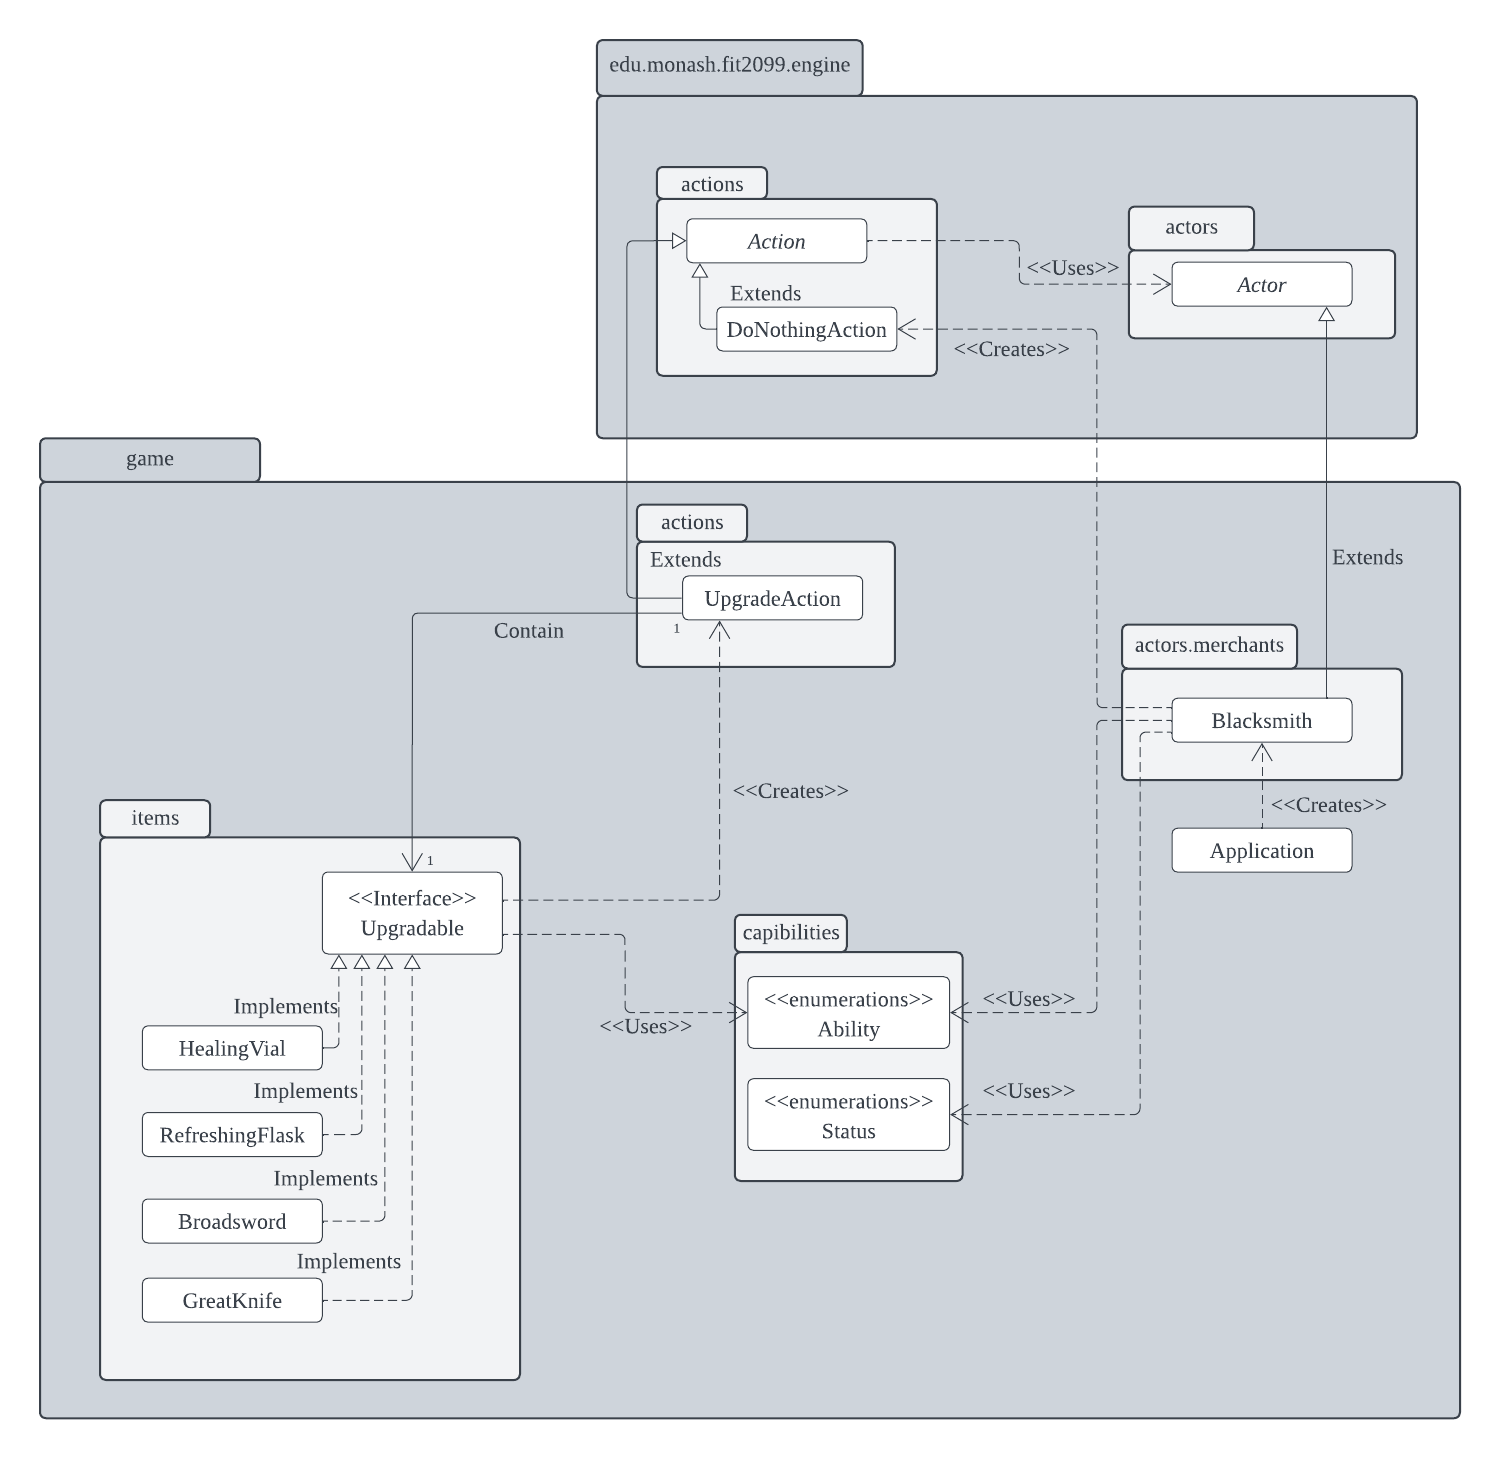 edu.monash.fit2099.engine
actions
Action
actors
<<Uses>>
Actor
Extends
DoNothingAction
<<Creates>>
game
actions
Extends
Extends
UpgradeAction
Contain
1
actors.merchants
Blacksmith
<<Creates>>
<<Creates>>
items
Application
1
<<Interface>>
Upgradable
capibilities
<<enumerations>>
Ability
<<Uses>>
<<Uses>>
Implements
HealingVial
Implements
<<Uses>>
<<enumerations>>
Status
RefreshingFlask
Implements
Broadsword
Implements
GreatKnife